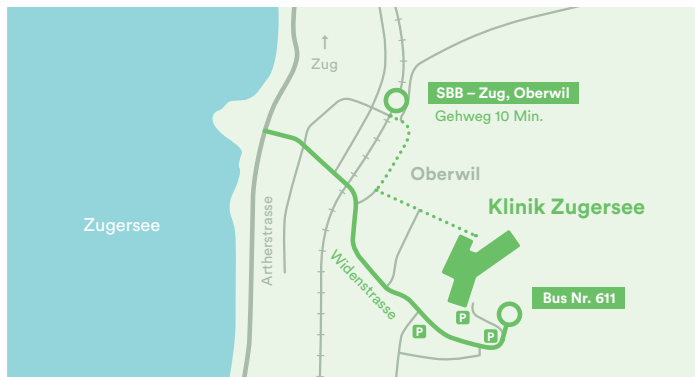 ↑
Zug
SBB – Zug, Oberwil
Gehweg 10 Min.
Oberwil
Klinik Zugersee
Zugersee
Artherstrasse
Widenstrasse
Bus Nr. 611
P
P
P